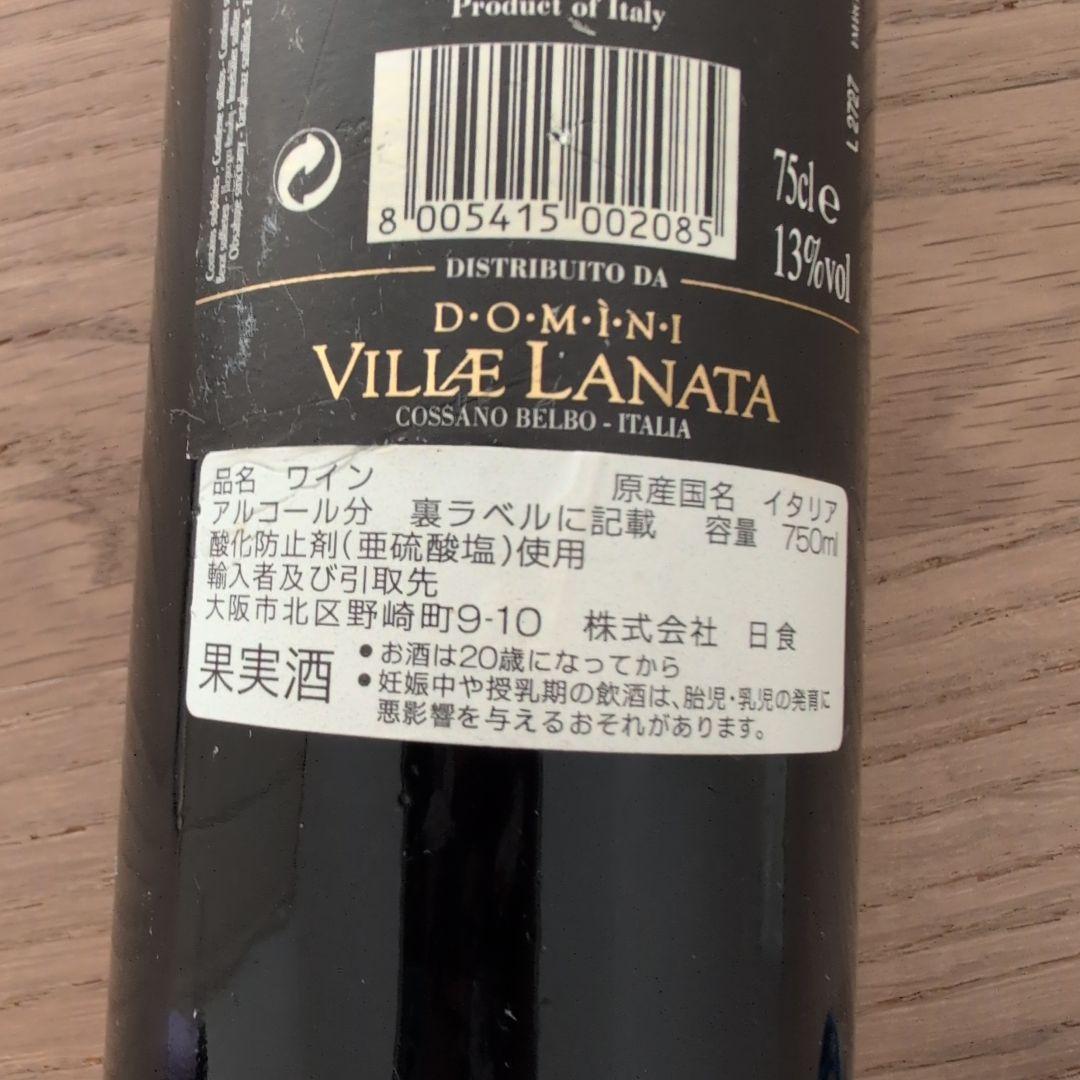 Product of Italy
Contains sulphites - Contiene sulfitos - Contient
8 005415 002085
75cl e
13%vol
L 2727
DISTRIBUITO DA
D·O·M·Ì·N·I
VILLÆ LANATA
COSSANO BELBO - ITALIA
品名 ワイン 原産国名 イタリア
アルコール分 裏ラベルに記載 容量 750ml
酸化防止剤(亜硫酸塩)使用
輸入者及び引取先
大阪市北区野崎町9-10 株式会社 日食
果実酒
•お酒は20歳になってから
•妊娠中や授乳期の飲酒は、胎児・乳児の発育に
悪影響を与えるおそれがあります。